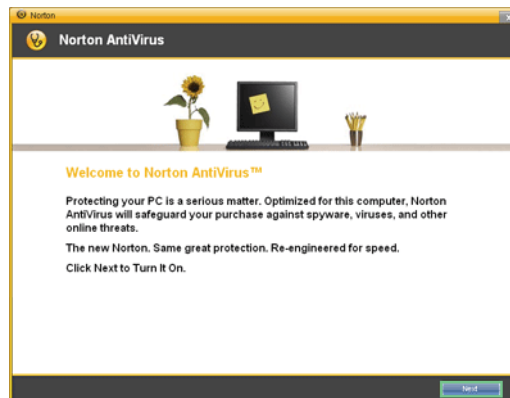 Norton
Norton AntiVirus
Welcome to Norton AntiVirus™
Protecting your PC is a serious matter. Optimized for this computer, Norton
AntiVirus will safeguard your purchase against spyware, viruses, and other
online threats.
The new Norton. Same great protection. Re-engineered for speed.
Click Next to Turn It On.
Next